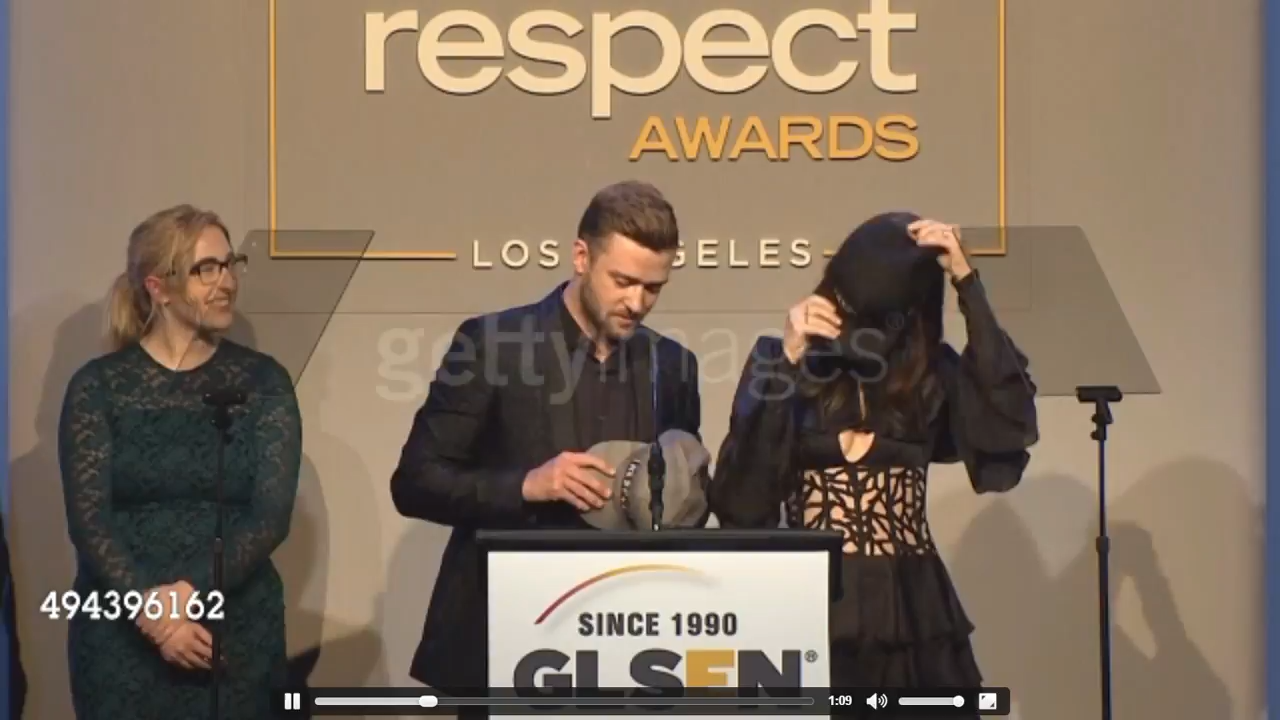 respect
AWARDS
LOS GELES
gettyimages®
494396162
SINCE 1990
GLSEN®
1:09